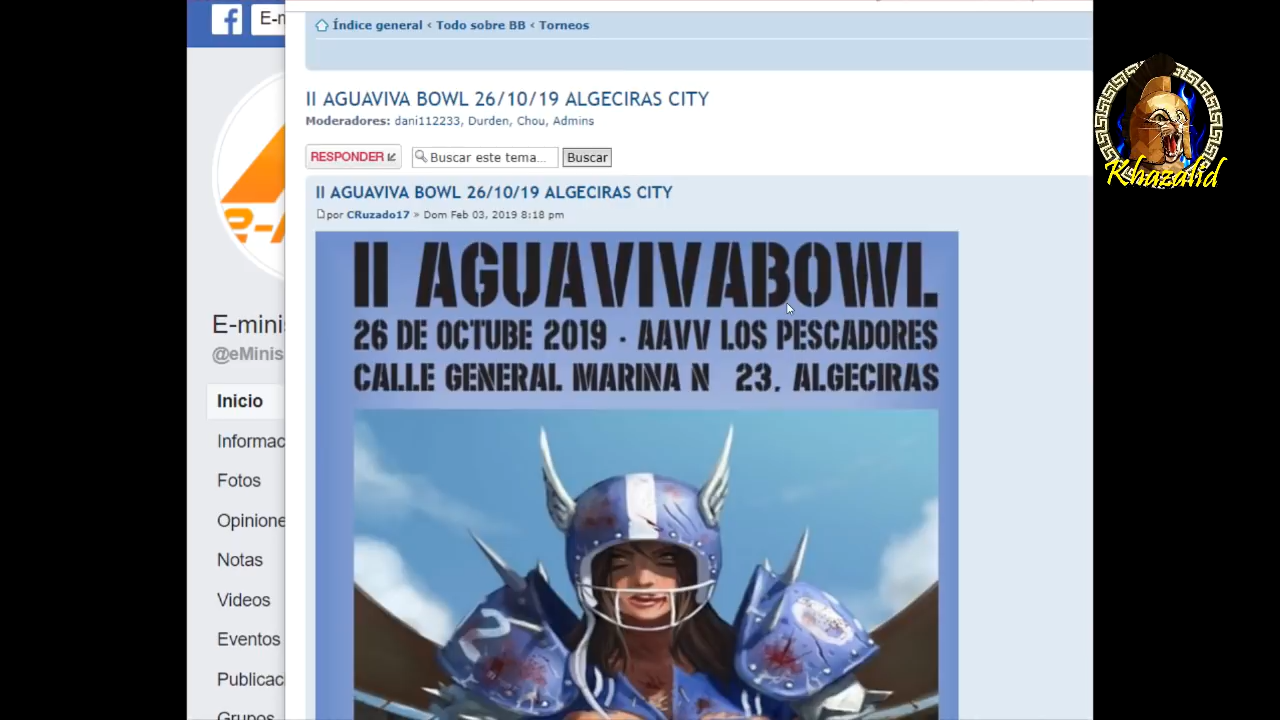 E-m
Índice general ‹ Todo sobre BB ‹ Torneos
II AGUAVIVA BOWL 26/10/19 ALGECIRAS CITY
Moderadores: dani112233, Durden, Chou, Admins
RESPONDER
Buscar este tema...
Buscar
II AGUAVIVA BOWL 26/10/19 ALGECIRAS CITY
por CRuzado17 » Dom Feb 03, 2019 8:18 pm
II AGUAVIVABOWL
26 DE OCTUBE 2019 · AAVV LOS PESCADORES
CALLE GENERAL MARINA N 23. ALGECIRAS
2
E-minis
@eMinis
Inicio
Informac
Fotos
Opinione
Notas
Videos
Eventos
Publicac
Grupos
Khazalid